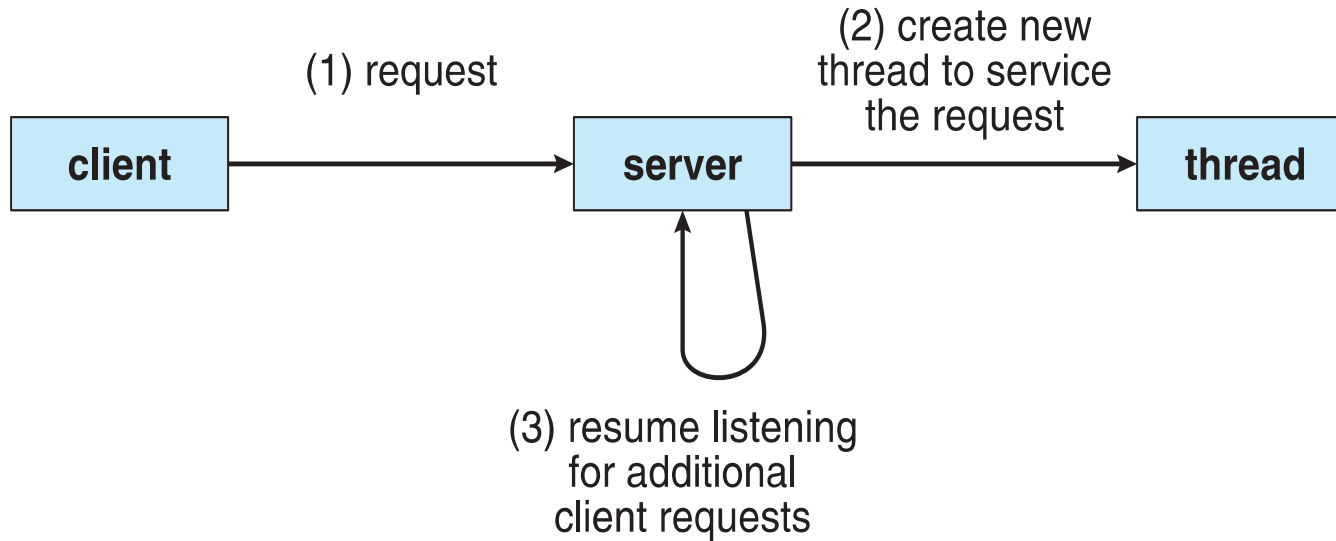 (1) request
(2) create new
thread to service
the request
client
server
thread
(3) resume listening
for additional
client requests